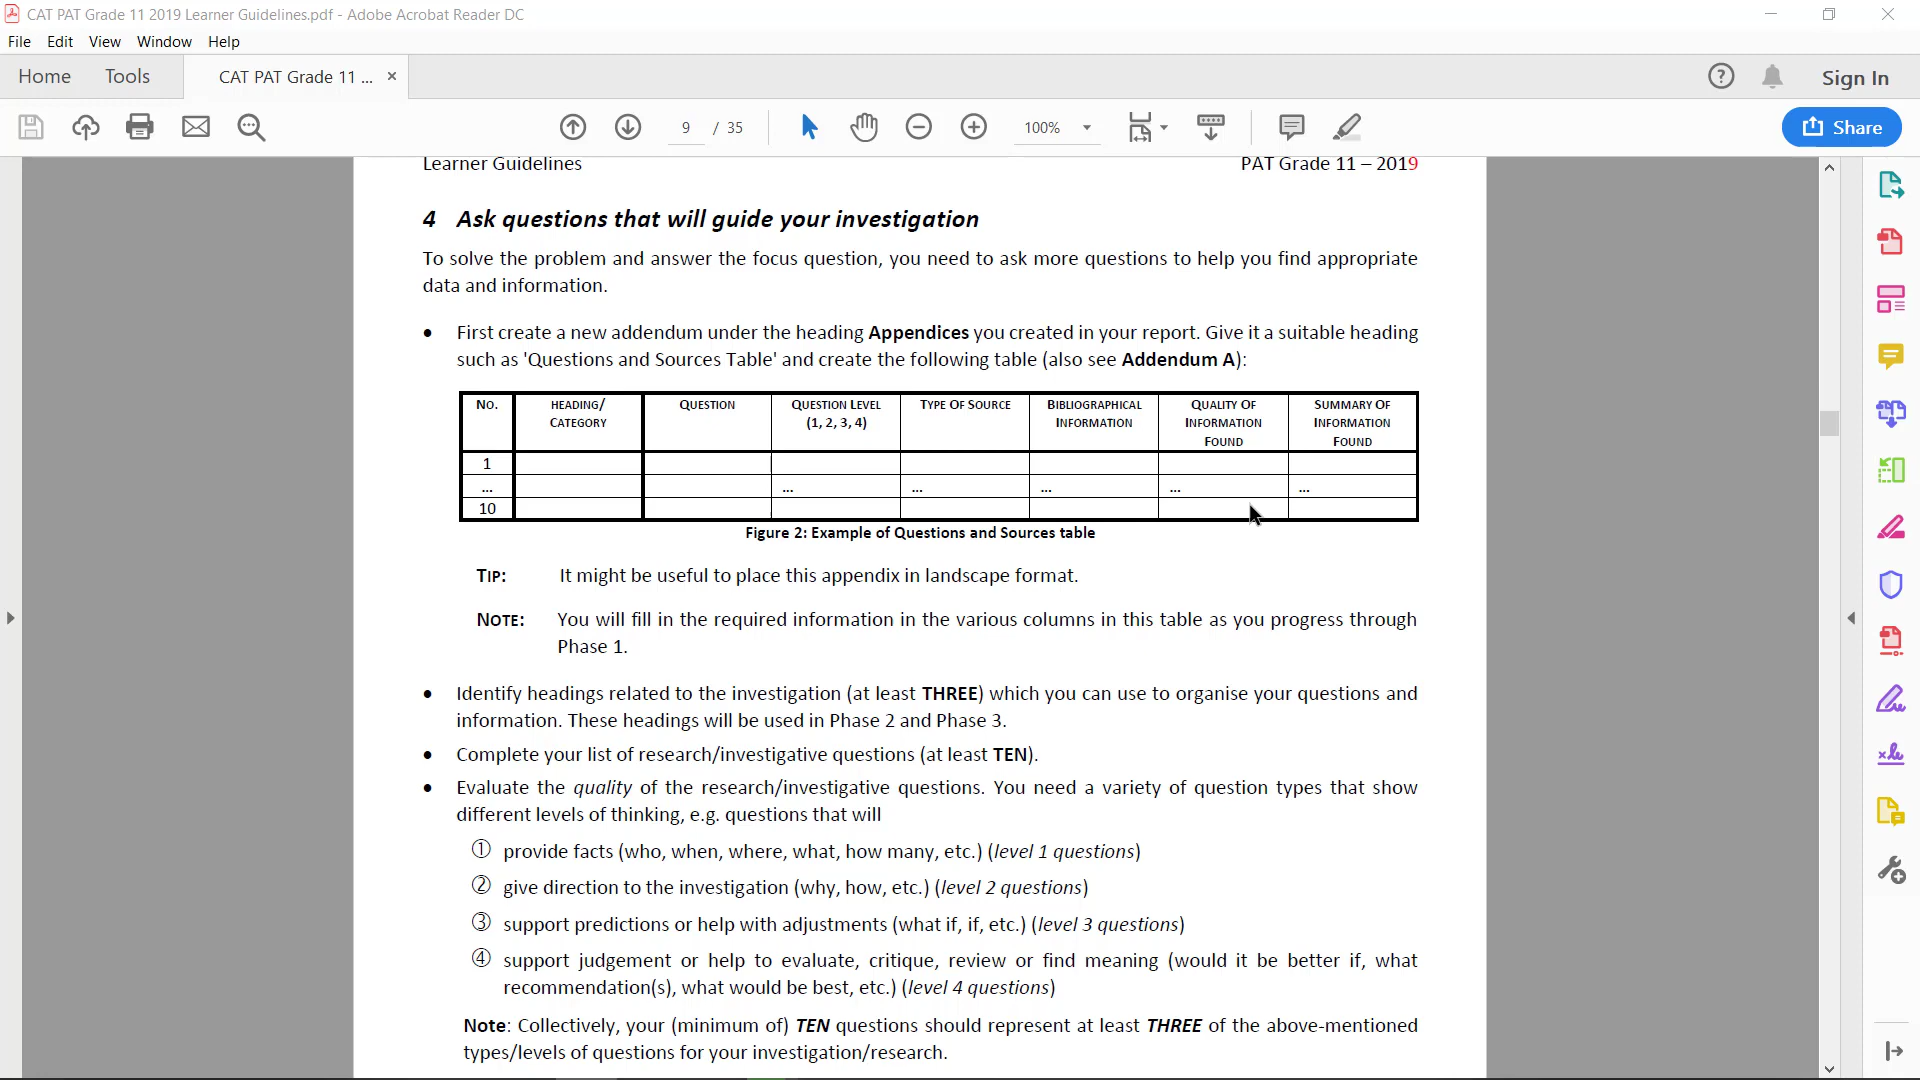 CAT PAT Grade 11 2019 Learner Guidelines.pdf - Adobe Acrobat Reader DC
File Edit View Window Help
Home Tools CAT PAT Grade 11 ... × Sign In
9 / 35 100% Share
Learner Guidelines PAT Grade 11 – 2019
4 Ask questions that will guide your investigation
To solve the problem and answer the focus question, you need to ask more questions to help you find appropriate
data and information.
• First create a new addendum under the heading Appendices you created in your report. Give it a suitable heading
such as 'Questions and Sources Table' and create the following table (also see Addendum A):
NO. HEADING/ QUESTION QUESTION LEVEL TYPE OF SOURCE BIBLIOGRAPHICAL QUALITY OF SUMMARY OF
CATEGORY (1, 2, 3, 4) INFORMATION INFORMATION INFORMATION
FOUND FOUND
1
... ... ... ... ... ...
10
Figure 2: Example of Questions and Sources table
TIP: It might be useful to place this appendix in landscape format.
NOTE: You will fill in the required information in the various columns in this table as you progress through
Phase 1.
• Identify headings related to the investigation (at least THREE) which you can use to organise your questions and
information. These headings will be used in Phase 2 and Phase 3.
• Complete your list of research/investigative questions (at least TEN).
• Evaluate the quality of the research/investigative questions. You need a variety of question types that show
different levels of thinking, e.g. questions that will
① provide facts (who, when, where, what, how many, etc.) (level 1 questions)
② give direction to the investigation (why, how, etc.) (level 2 questions)
③ support predictions or help with adjustments (what if, if, etc.) (level 3 questions)
④ support judgement or help to evaluate, critique, review or find meaning (would it be better if, what
recommendation(s), what would be best, etc.) (level 4 questions)
Note: Collectively, your (minimum of) TEN questions should represent at least THREE of the above-mentioned
types/levels of questions for your investigation/research.